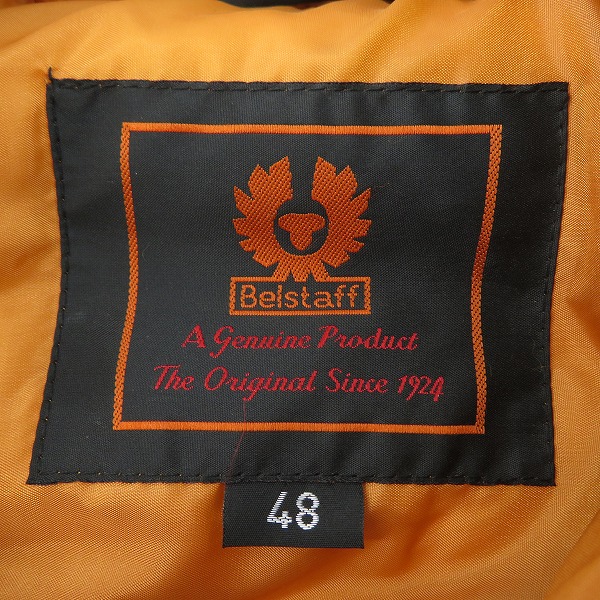 Belstaff
A Genuine Product
The Original Since 1924
48